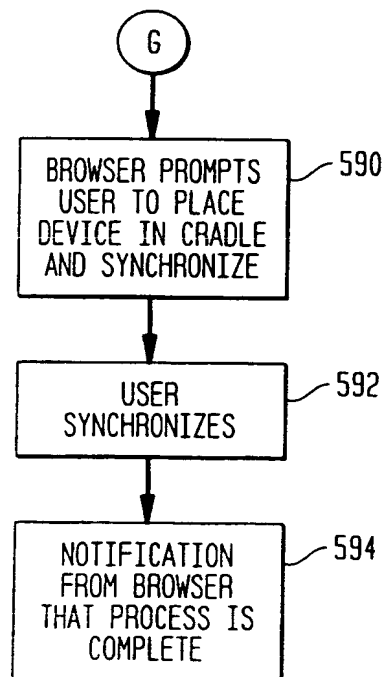 G
BROWSER PROMPTS
USER TO PLACE
DEVICE IN CRADLE
AND SYNCHRONIZE
590
USER
SYNCHRONIZES
592
NOTIFICATION
FROM BROWSER
THAT PROCESS IS
COMPLETE
594